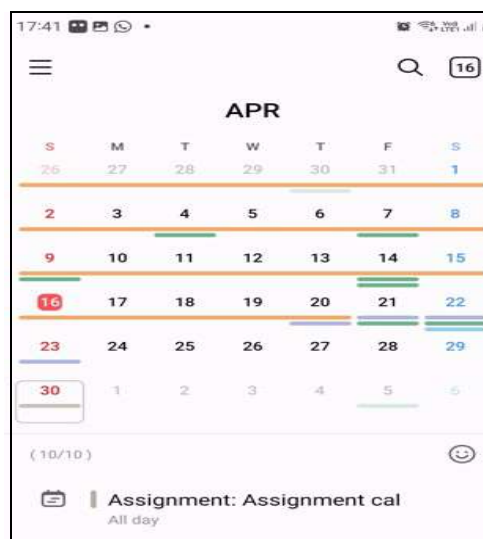 17:41
16
APR
S M T W T F S
26 27 28 29 30 31 1
2 3 4 5 6 7 8
9 10 11 12 13 14 15
16 17 18 19 20 21 22
23 24 25 26 27 28 29
30 1 2 3 4 5 6
(10/10)
Assignment: Assignment cal
All day